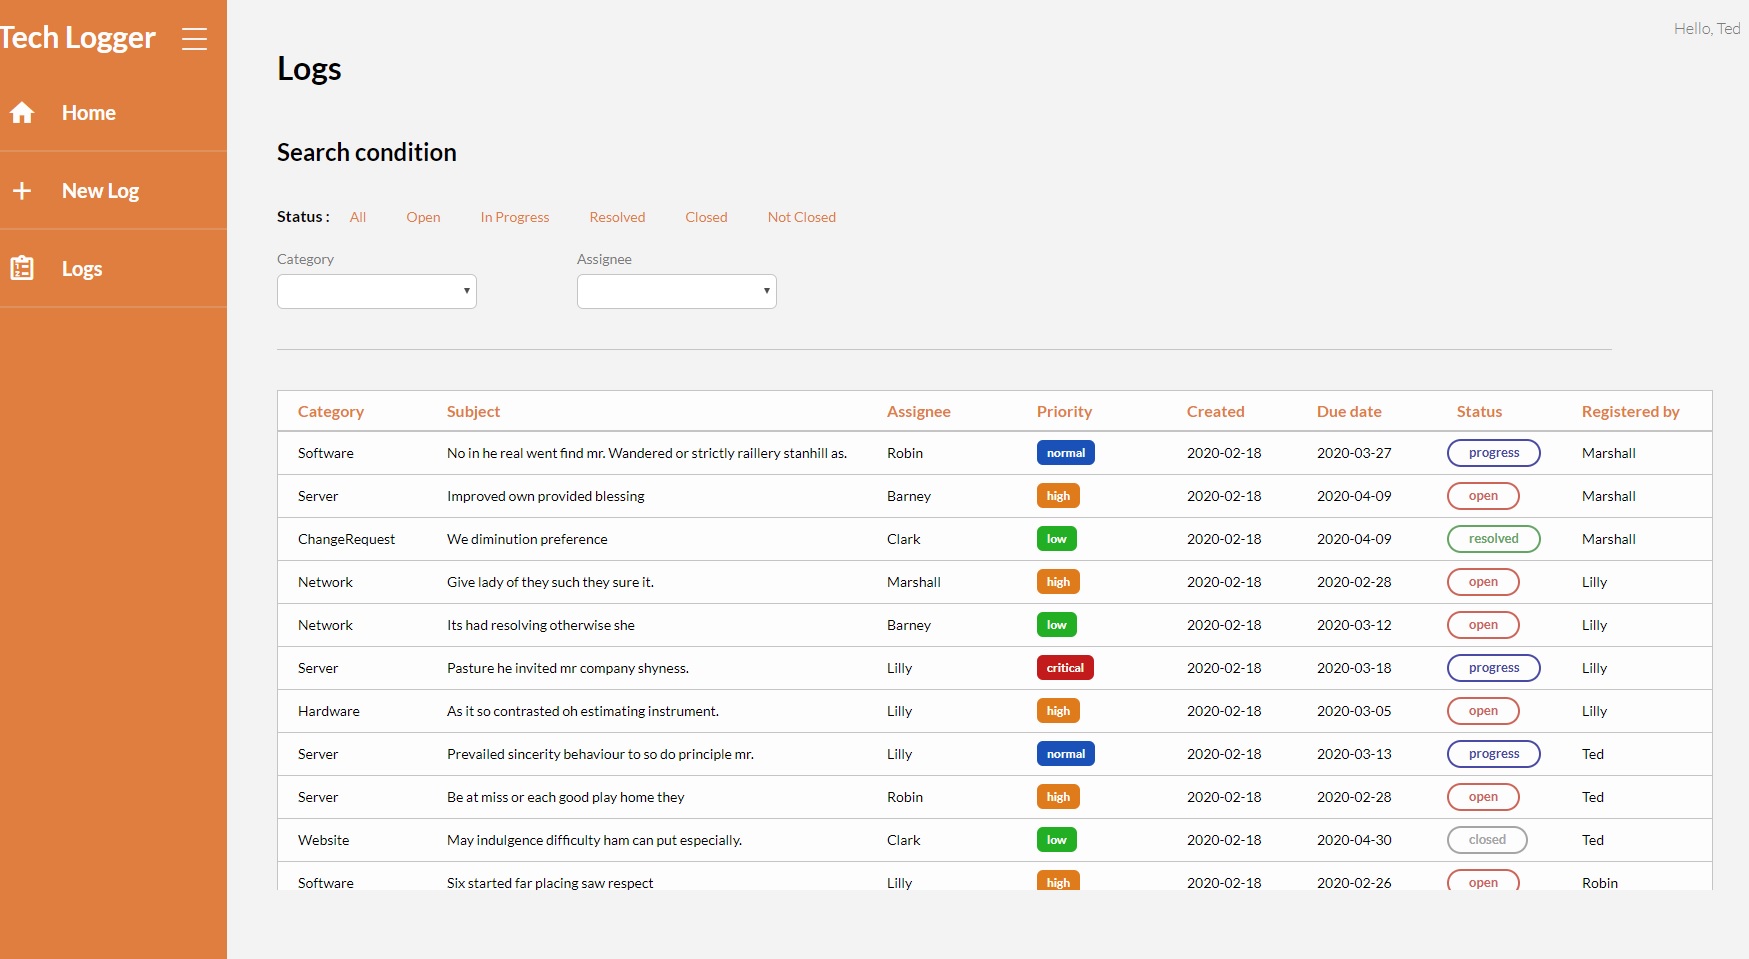 Tech Logger
Hello, Ted
Home
New Log
Logs
Logs
Search condition
Status : All Open In Progress Resolved Closed Not Closed
Category Assignee
Category Subject Assignee Priority Created Due date Status Registered by
Software No in he real went find mr. Wandered or strictly raillery stanhill as. Robin normal 2020-02-18 2020-03-27 progress Marshall
Server Improved own provided blessing Barney high 2020-02-18 2020-04-09 open Marshall
ChangeRequest We diminution preference Clark low 2020-02-18 2020-04-09 resolved Marshall
Network Give lady of they such they sure it. Marshall high 2020-02-18 2020-02-28 open Lilly
Network Its had resolving otherwise she Barney low 2020-02-18 2020-03-12 open Lilly
Server Pasture he invited mr company shyness. Lilly critical 2020-02-18 2020-03-18 progress Lilly
Hardware As it so contrasted oh estimating instrument. Lilly high 2020-02-18 2020-03-05 open Lilly
Server Prevailed sincerity behaviour to so do principle mr. Lilly normal 2020-02-18 2020-03-13 progress Ted
Server Be at miss or each good play home they Robin high 2020-02-18 2020-02-28 open Ted
Website May indulgence difficulty ham can put especially. Clark low 2020-02-18 2020-04-30 closed Ted
Software Six started far placing saw respect Lilly high 2020-02-18 2020-02-26 open Robin